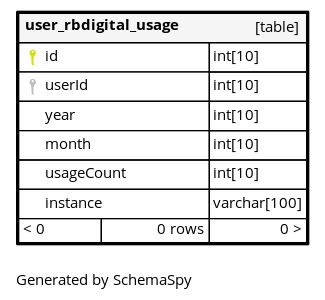 user_rbdigital_usage [table]
id int[10]
userId int[10]
year int[10]
month int[10]
usageCount int[10]
instance varchar[100]
< 0 0 rows 0 >
Generated by SchemaSpy